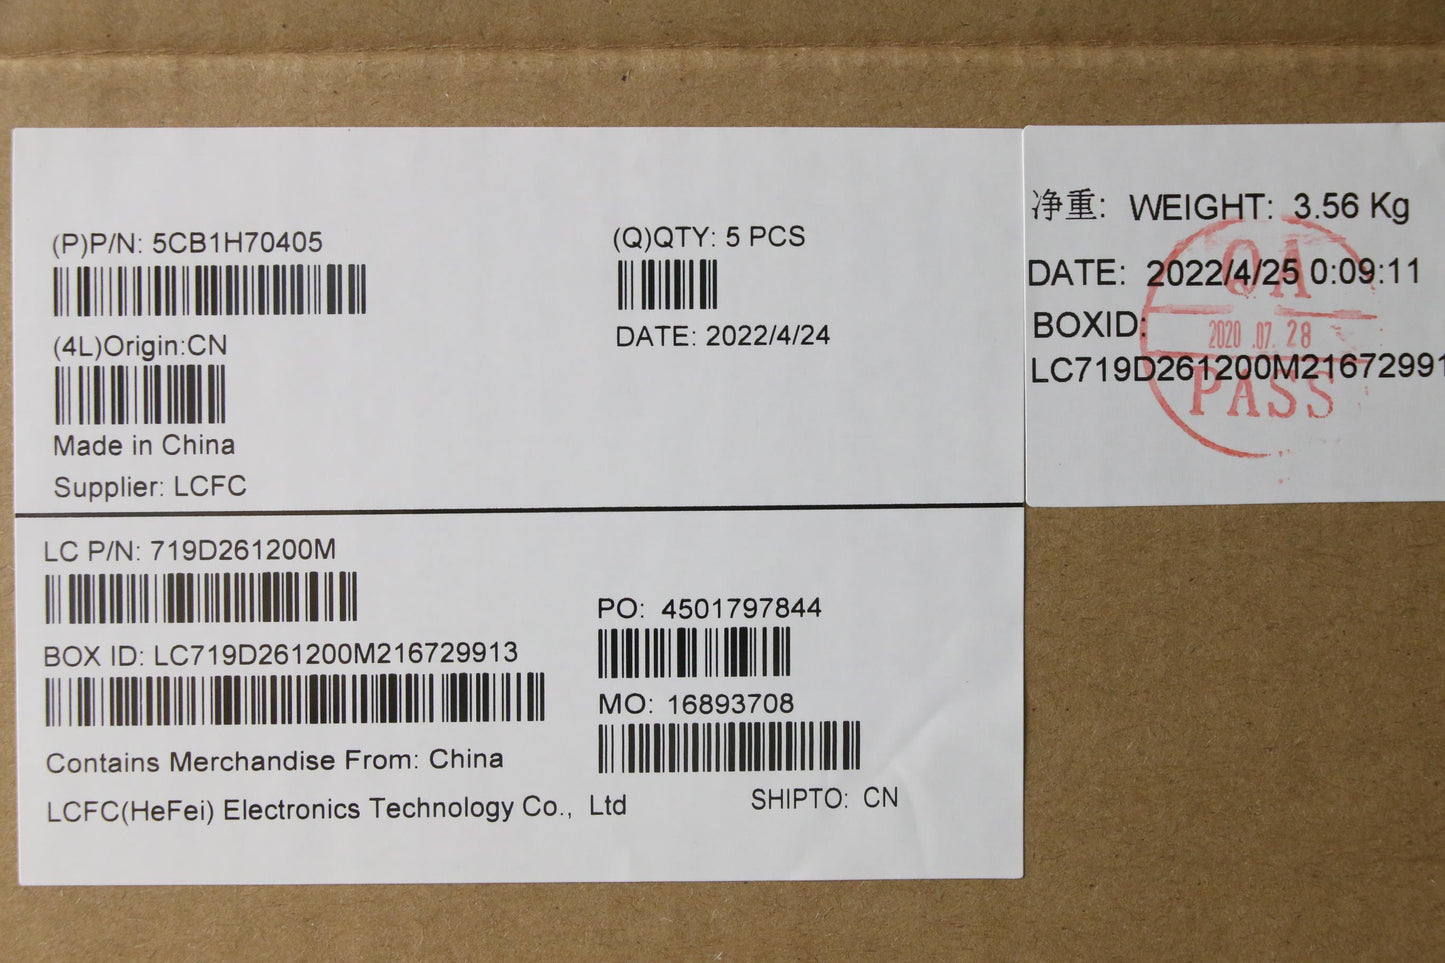 (P)P/N: 5CB1H70405
(Q)QTY: 5 PCS
(4L)Origin:CN
DATE: 2022/4/24
Made in China
Supplier: LCFC
LC P/N: 719D261200M
PO: 4501797844
BOX ID: LC719D261200M216729913
MO: 16893708
Contains Merchandise From: China
LCFC(HeFei) Electronics Technology Co., Ltd
SHIPTO: CN
净重: WEIGHT: 3.56 Kg
DATE: 2022/4/25 0:09:11
BOXID:
LC719D261200M21672991
QA
2020.07.28
PASS